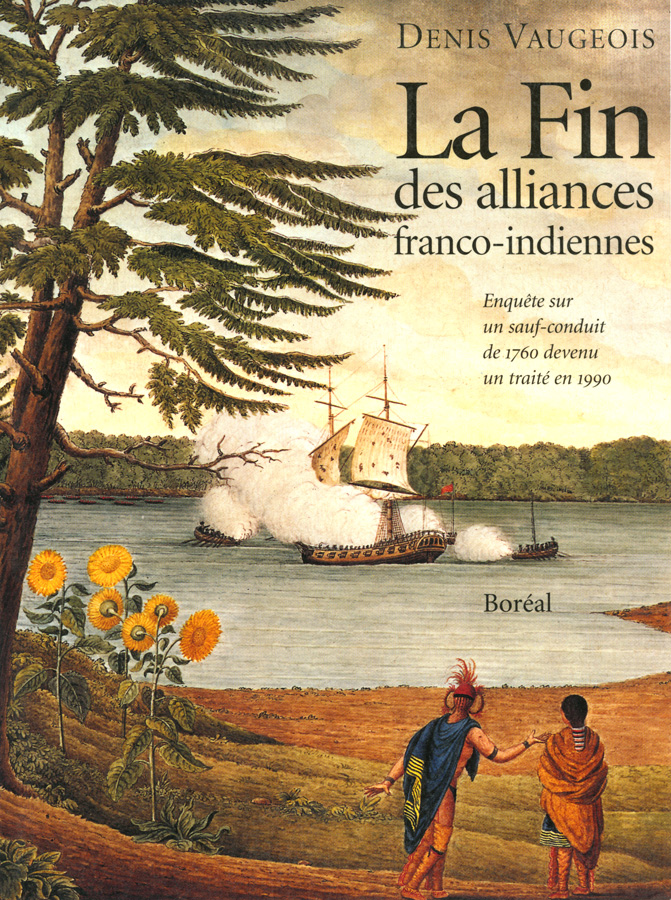 DENIS VAUGEOIS
La Fin
des alliances
franco-indiennes
Enquête sur
un sauf-conduit
de 1760 devenu
un traité en 1990
Boréal